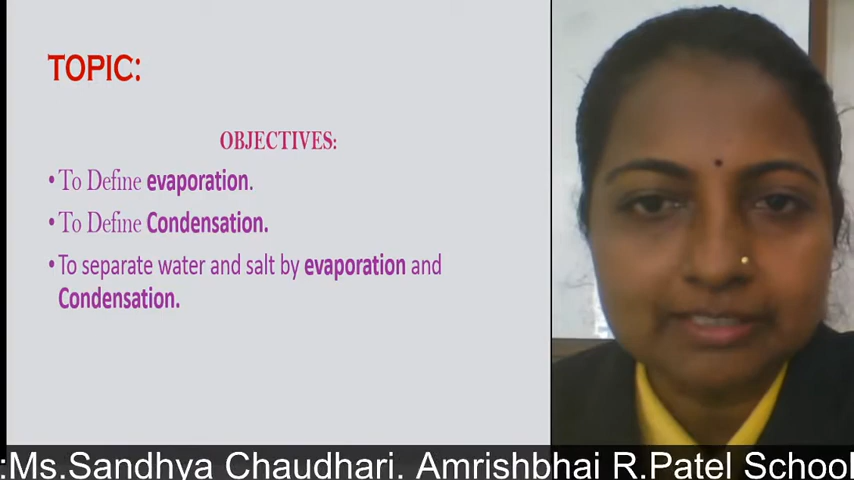 TOPIC:
OBJECTIVES:
•To Define evaporation.
•To Define Condensation.
•To separate water and salt by evaporation and
Condensation.
:Ms.Sandhya Chaudhari. Amrishbhai R.Patel School